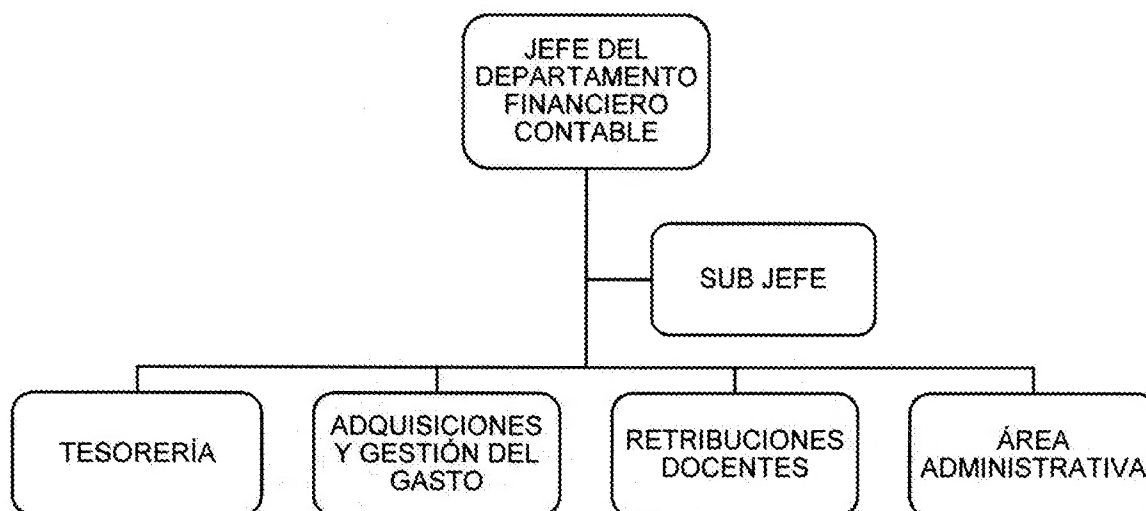 JEFE DEL
DEPARTAMENTO
FINANCIERO
CONTABLE
SUB JEFE
TESORERÍA
ADQUISICIONES
Y GESTIÓN DEL
GASTO
RETRIBUCIONES
DOCENTES
ÁREA
ADMINISTRATIVA